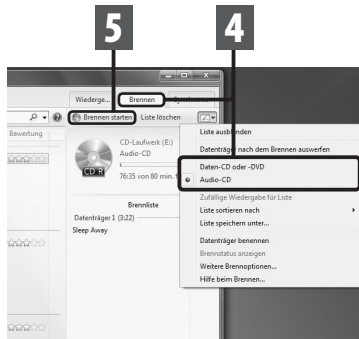 5 4
Wiederge... Brennen Synchronis
Brennen starten Liste löschen
Bewertung
CD-Laufwerk (E:)
Audio-CD
CD R
76:35 von 80 min. f
Brennliste
Datenträger 1 (3:22)
Sleep Away
Liste ausblenden
Datenträger nach dem Brennen auswerfen
Daten-CD oder -DVD
Audio-CD
Zufällige Wiedergabe für Liste
Liste sortieren nach
Liste speichern unter...
Datenträger benennen
Brennstatus anzeigen
Weitere Brennoptionen...
Hilfe beim Brennen...